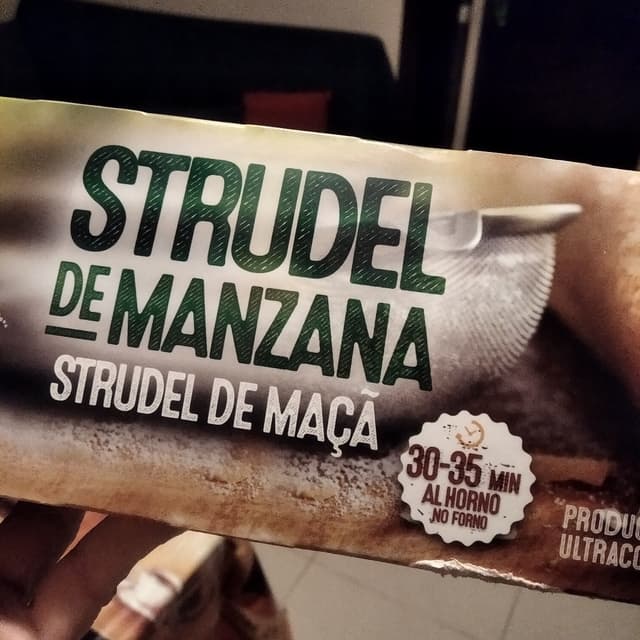 STRUDEL
DE MANZANA
STRUDEL DE MAÇÃ
30-35 MIN
AL HORNO
NO FORNO